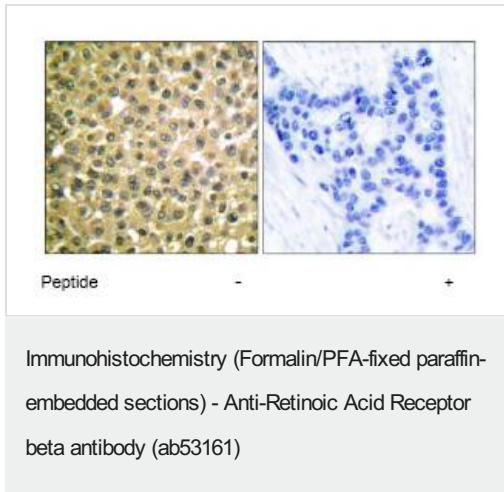 Peptide - +
Immunohistochemistry (Formalin/PFA-fixed paraffin-
embedded sections) - Anti-Retinoic Acid Receptor
beta antibody (ab53161)